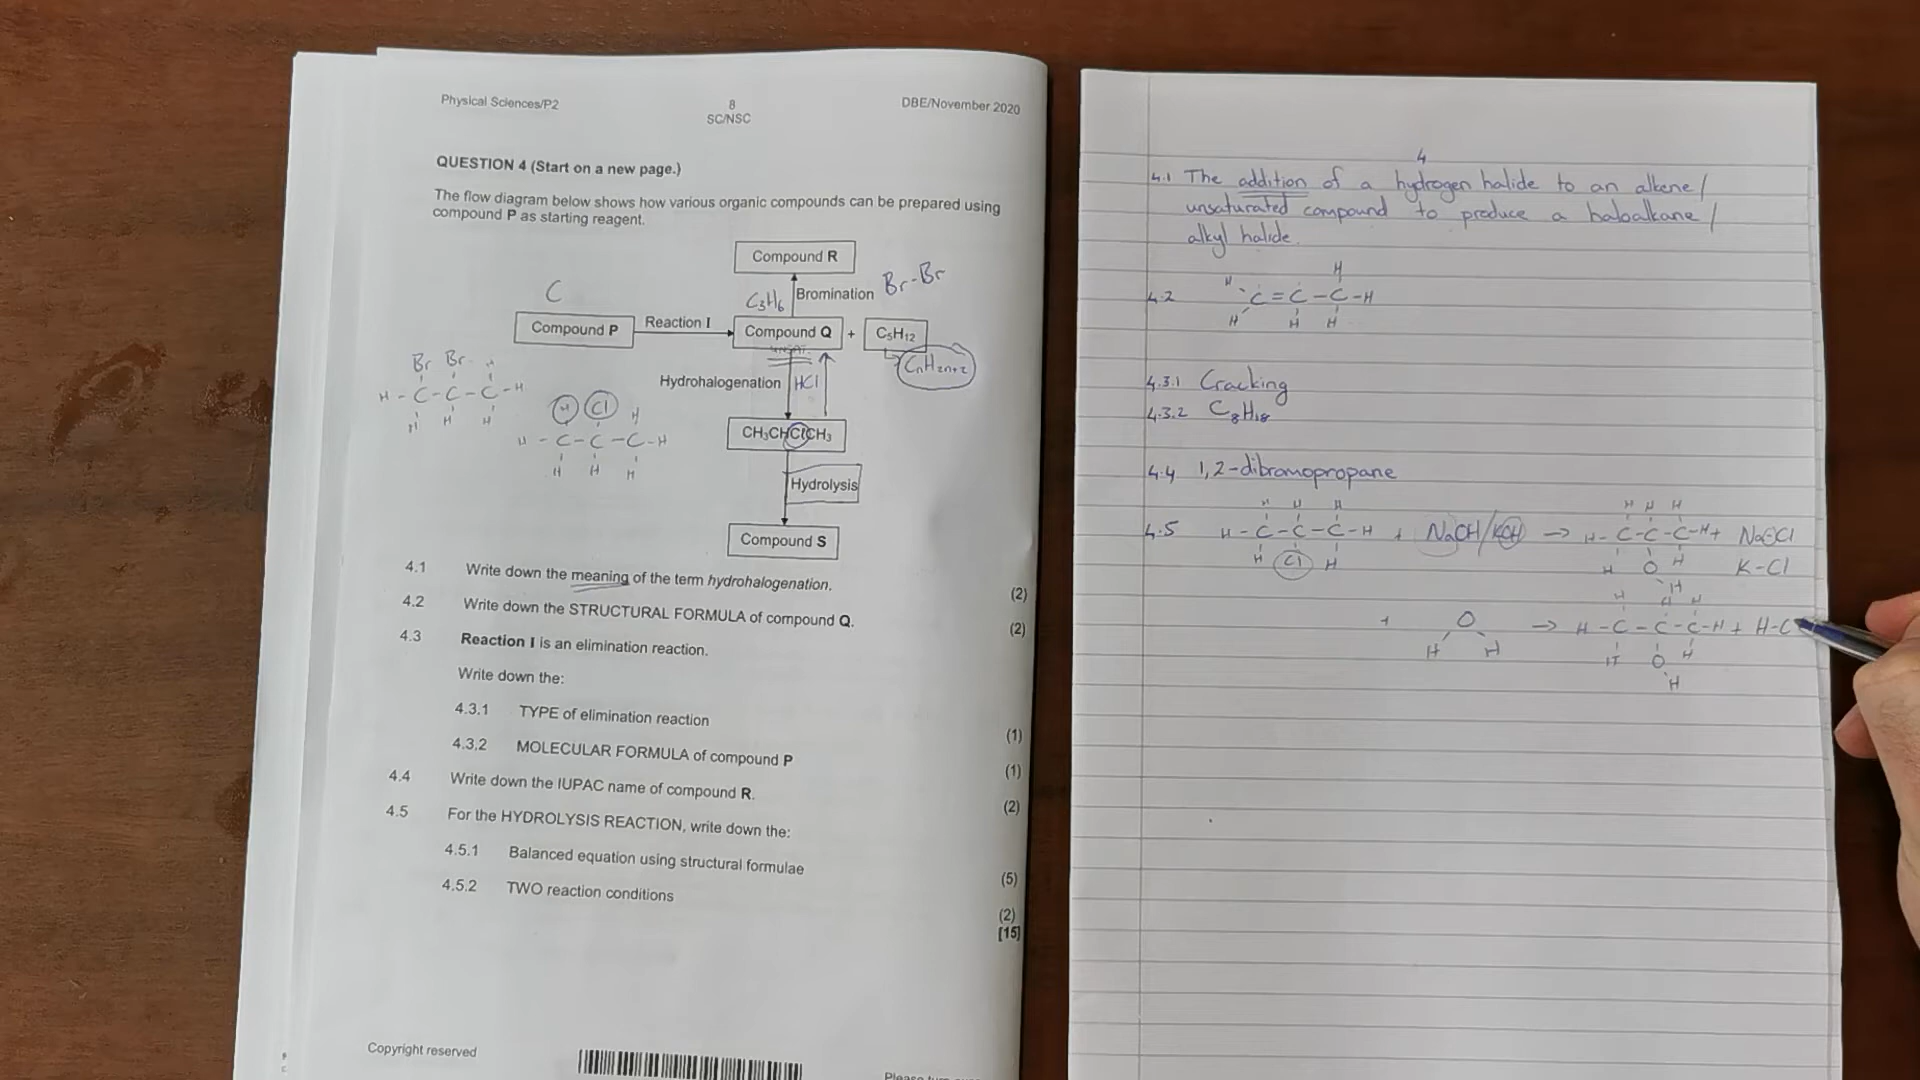 Physical Sciences/P2
8
SC/NSC
DBE/November 2020
QUESTION 4 (Start on a new page.)
The flow diagram below shows how various organic compounds can be prepared using
compound P as starting reagent.
Compound R
C
C₃H₆
Bromination
Br-Br
Compound P
Reaction I
Compound Q
+
C₅H₁₂
CnH2n+2
Hydrohalogenation
HCl
CH₃CHClCH₃
Hydrolysis
Compound S
Br Br
H - C - C - C - H
H H H
H Cl H
H - C - C - C - H
H H H
4.1 Write down the meaning of the term hydrohalogenation. (2)
4.2 Write down the STRUCTURAL FORMULA of compound Q. (2)
4.3 Reaction I is an elimination reaction.
Write down the:
4.3.1 TYPE of elimination reaction (1)
4.3.2 MOLECULAR FORMULA of compound P (1)
4.4 Write down the IUPAC name of compound R. (2)
4.5 For the HYDROLYSIS REACTION, write down the:
4.5.1 Balanced equation using structural formulae (5)
4.5.2 TWO reaction conditions (2)
[15]
Copyright reserved
4
4.1 The addition of a hydrogen halide to an alkene/
unsaturated compound to produce a haloalkane/
alkyl halide.
H H
4.2 C = C - C - H
H H H
4.3.1 Cracking
4.3.2 C₈H₁₈
4.4 1,2-dibromopropane
H H H H H H
4.5 H - C - C - C - H + NaOH/KOH → H - C - C - C - H + NaCl
H Cl H H O H K-Cl
H
H H H
+ O → H - C - C - C - H + H-C
H H H O H
H